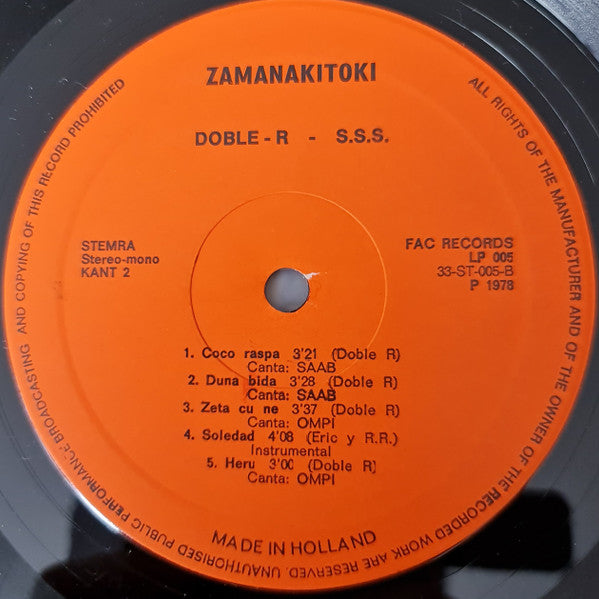 ZAMANAKITOKI
DOBLE - R - S.S.S.
STEMRA
Stereo-mono
KANT 2
FAC RECORDS
LP 005
33-ST-005-B
P 1978
1. Coco raspa 3'21 (Doble R)
Canta: SAAB
2. Duna bida 3'28 (Doble R)
Canta: SAAB
3. Zeta cu ne 3'37 (Doble R)
Canta: OMPI
4. Soledad 4'08 (Eric y R.R.)
Instrumental
5. Heru 3'00 (Doble R)
Canta: OMPI
MADE IN HOLLAND
ALL RIGHTS OF THE MANUFACTURER AND OF THE OWNER OF THE RECORDED WORK ARE RESERVED. UNAUTHORISED PUBLIC PERFORMANCE BROADCASTING AND COPYING OF THIS RECORD PROHIBITED